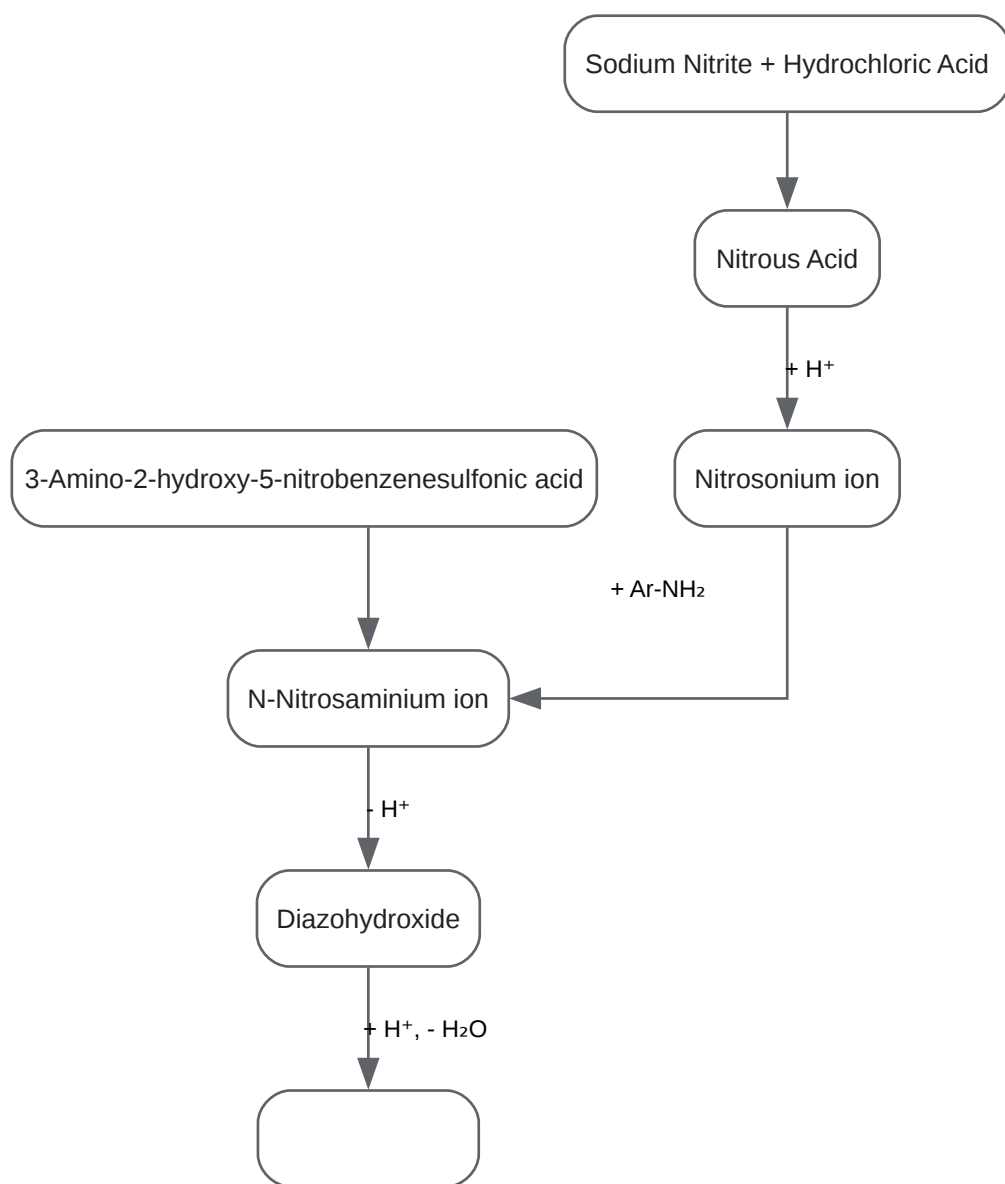 Sodium Nitrite + Hydrochloric Acid
Nitrous Acid
+ H⁺
3-Amino-2-hydroxy-5-nitrobenzenesulfonic acid
Nitrosonium ion
+ Ar-NH₂
N-Nitrosaminium ion
- H⁺
Diazohydroxide
+ H⁺, - H₂O